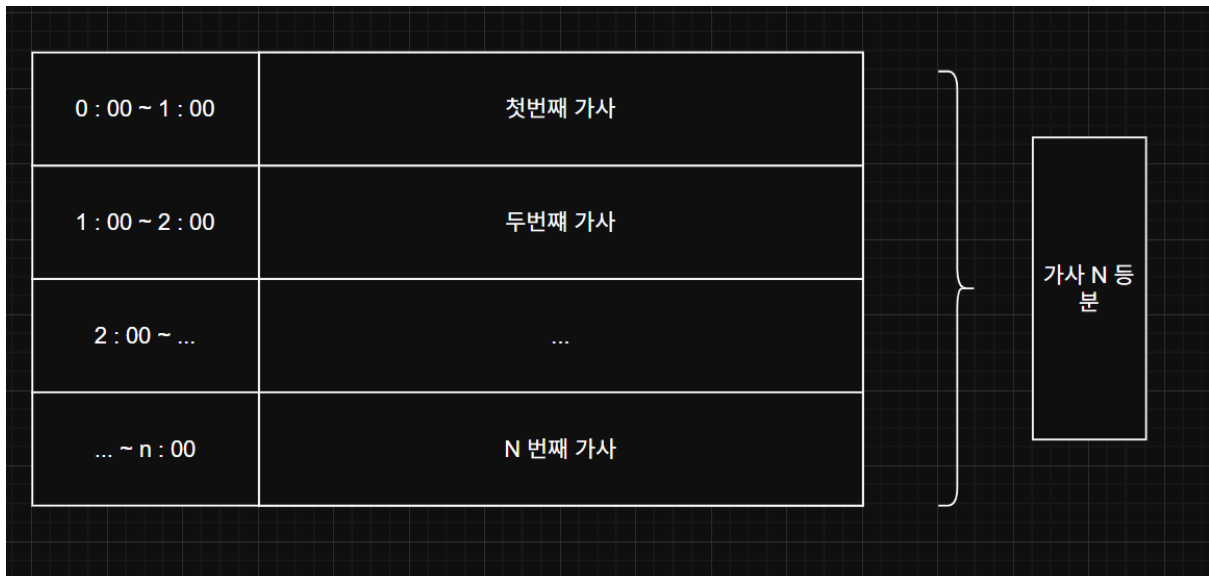 0 : 00 ~ 1 : 00
첫번째 가사
1 : 00 ~ 2 : 00
두번쨰 가사
2 : 00 ~ ...
...
... ~ n : 00
N 번째 가사
가사 N 등
분